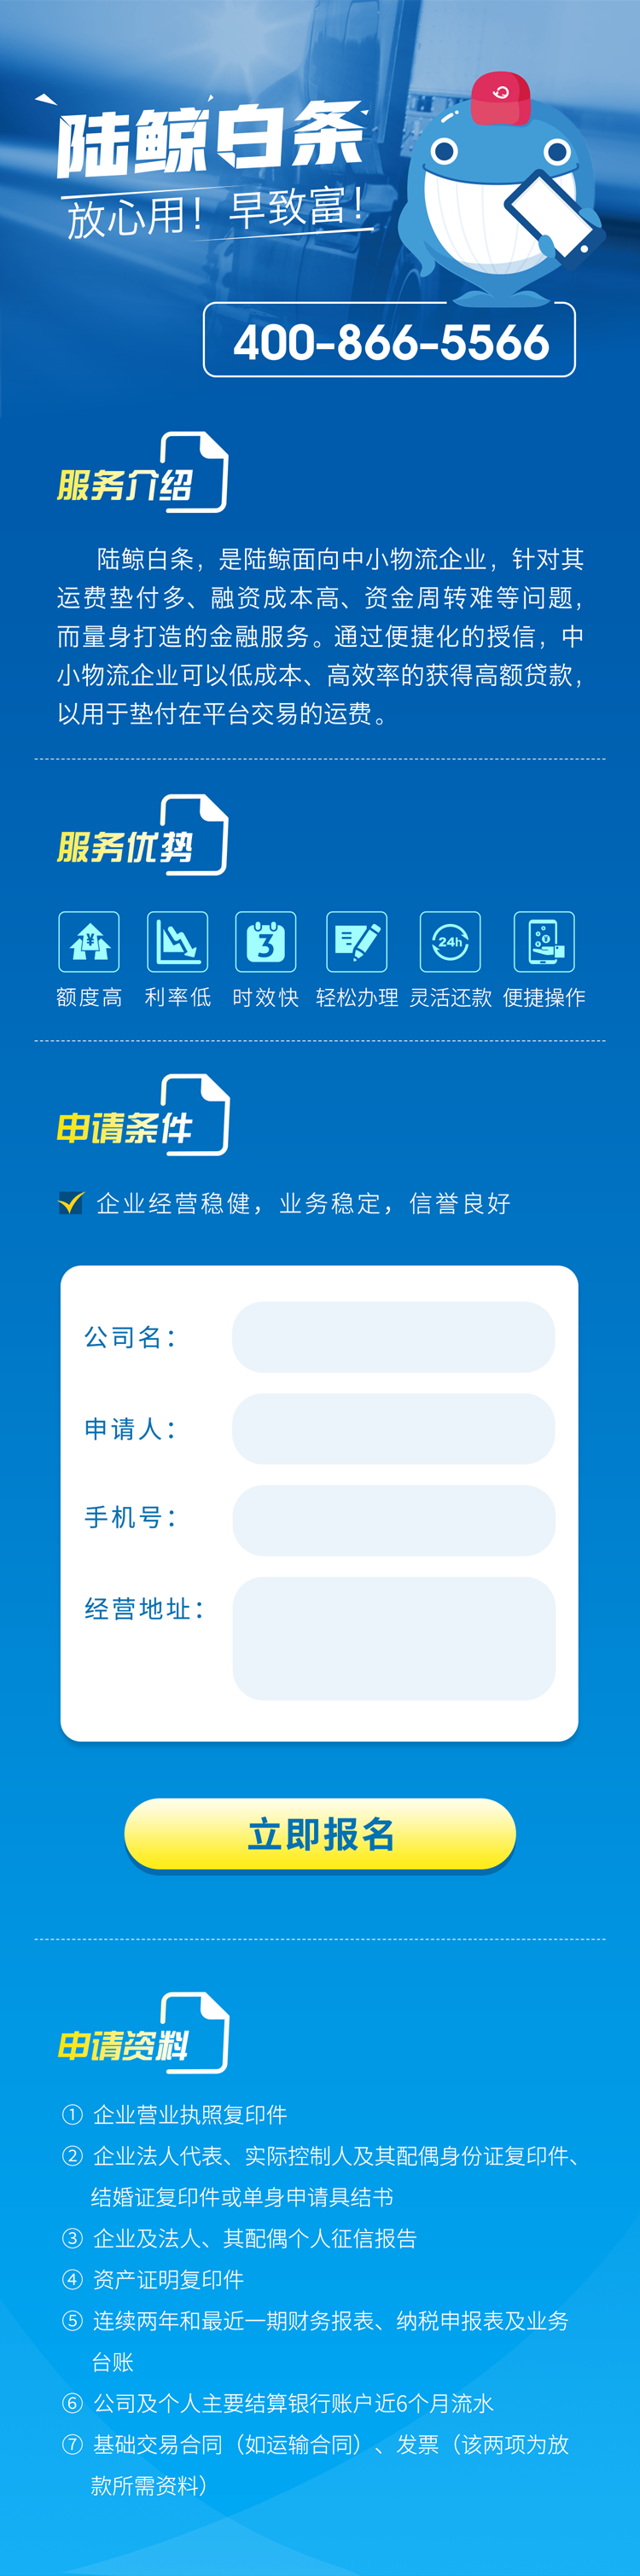 陆鲸白条
放心用！早致富！
400-866-5566
服务介绍
陆鲸白条，是陆鲸面向中小物流企业，针对其
运费垫付多、融资成本高、资金周转难等问题，
而量身打造的金融服务。通过便捷化的授信，中
小物流企业可以低成本、高效率的获得高额贷款，
以用于垫付在平台交易的运费。
服务优势
¥ 3 24h
额度高 利率低 时效快 轻松办理 灵活还款 便捷操作
申请条件
企业经营稳健，业务稳定，信誉良好
公司名：
申请人：
手机号：
经营地址：
立即报名
申请资料
① 企业营业执照复印件
② 企业法人代表、实际控制人及其配偶身份证复印件、
结婚证复印件或单身申请具结书
③ 企业及法人、其配偶个人征信报告
④ 资产证明复印件
⑤ 连续两年和最近一期财务报表、纳税申报表及业务
台账
⑥ 公司及个人主要结算银行账户近6个月流水
⑦ 基础交易合同（如运输合同）、发票（该两项为放
款所需资料）